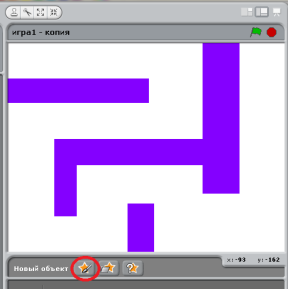 игра1 - копия
x: -93 y: -162
Новый объект